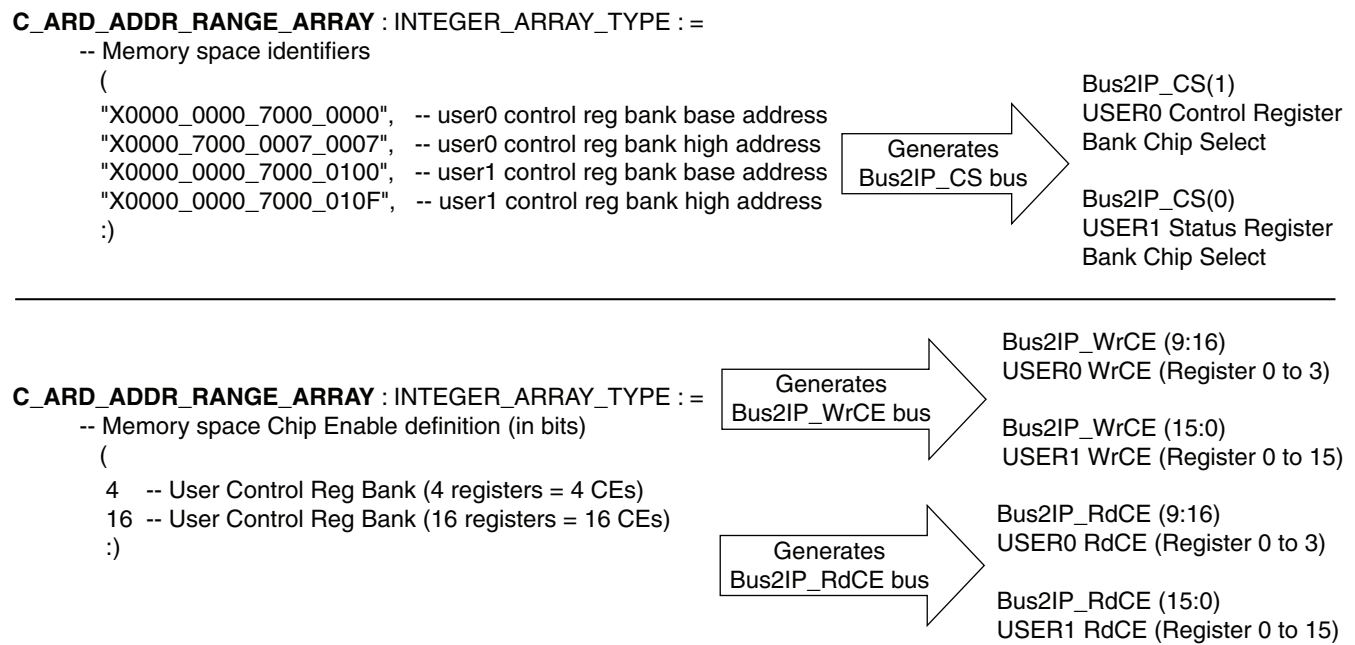 C_ARD_ADDR_RANGE_ARRAY : INTEGER_ARRAY_TYPE : =
-- Memory space identifiers
(
"X0000_0000_7000_0000", -- user0 control reg bank base address
"X0000_7000_0007_0007", -- user0 control reg bank high address
"X0000_0000_7000_0100", -- user1 control reg bank base address
"X0000_0000_7000_010F", -- user1 control reg bank high address
:)
Generates
Bus2IP_CS bus
Bus2IP_CS(1)
USER0 Control Register
Bank Chip Select
Bus2IP_CS(0)
USER1 Status Register
Bank Chip Select
C_ARD_ADDR_RANGE_ARRAY : INTEGER_ARRAY_TYPE : =
-- Memory space Chip Enable definition (in bits)
(
4 -- User Control Reg Bank (4 registers = 4 CEs)
16 -- User Control Reg Bank (16 registers = 16 CEs)
:)
Generates
Bus2IP_WrCE bus
Bus2IP_WrCE (9:16)
USER0 WrCE (Register 0 to 3)
Bus2IP_WrCE (15:0)
USER1 WrCE (Register 0 to 15)
Generates
Bus2IP_RdCE bus
Bus2IP_RdCE (9:16)
USER0 RdCE (Register 0 to 3)
Bus2IP_RdCE (15:0)
USER1 RdCE (Register 0 to 15)